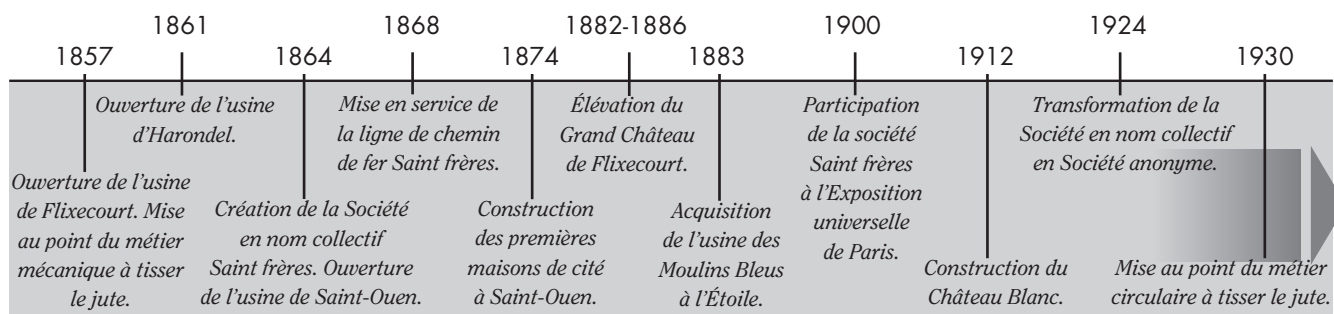 1857
Ouverture de l'usine
de Flixecourt. Mise
au point du métier
mécanique à tisser
le jute.
1861
Ouverture de l'usine
d'Harondel.
1864
Création de la Société
en nom collectif
Saint frères. Ouverture
de l'usine de Saint-Ouen.
1868
Mise en service de
la ligne de chemin
de fer Saint frères.
1874
Construction
des premières
maisons de cité
à Saint-Ouen.
1882-1886
Élévation du
Grand Château
de Flixecourt.
1883
Acquisition
de l'usine des
Moulins Bleus
à l'Étoile.
1900
Participation
de la société
Saint frères
à l'Exposition
universelle
de Paris.
1912
Construction du
Château Blanc.
1924
Transformation de la
Société en nom collectif
en Société anonyme.
1930
Mise au point du métier
circulaire à tisser le jute.